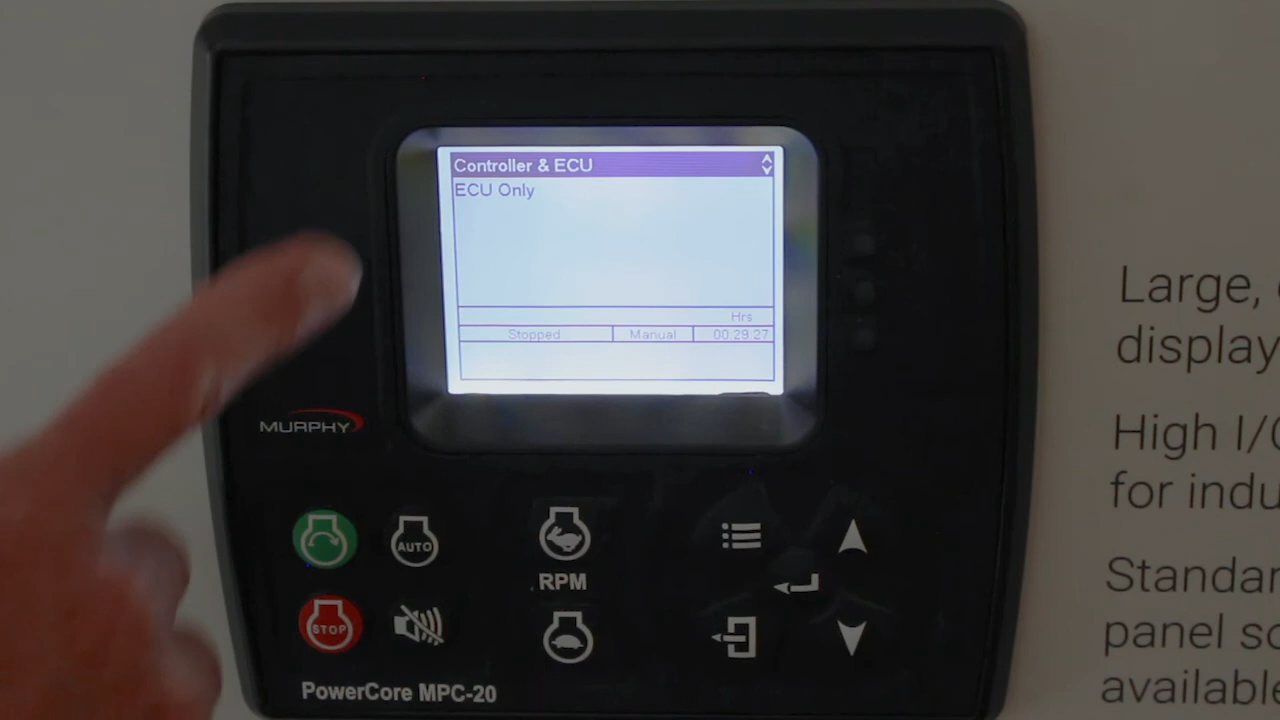 Controller & ECU
ECU Only
Hrs
Stopped
Manual
00:29:27
MURPHY
AUTO
RPM
STOP
PowerCore MPC-20
Large,
display
High I/O
for indu
Standar
panel so
available